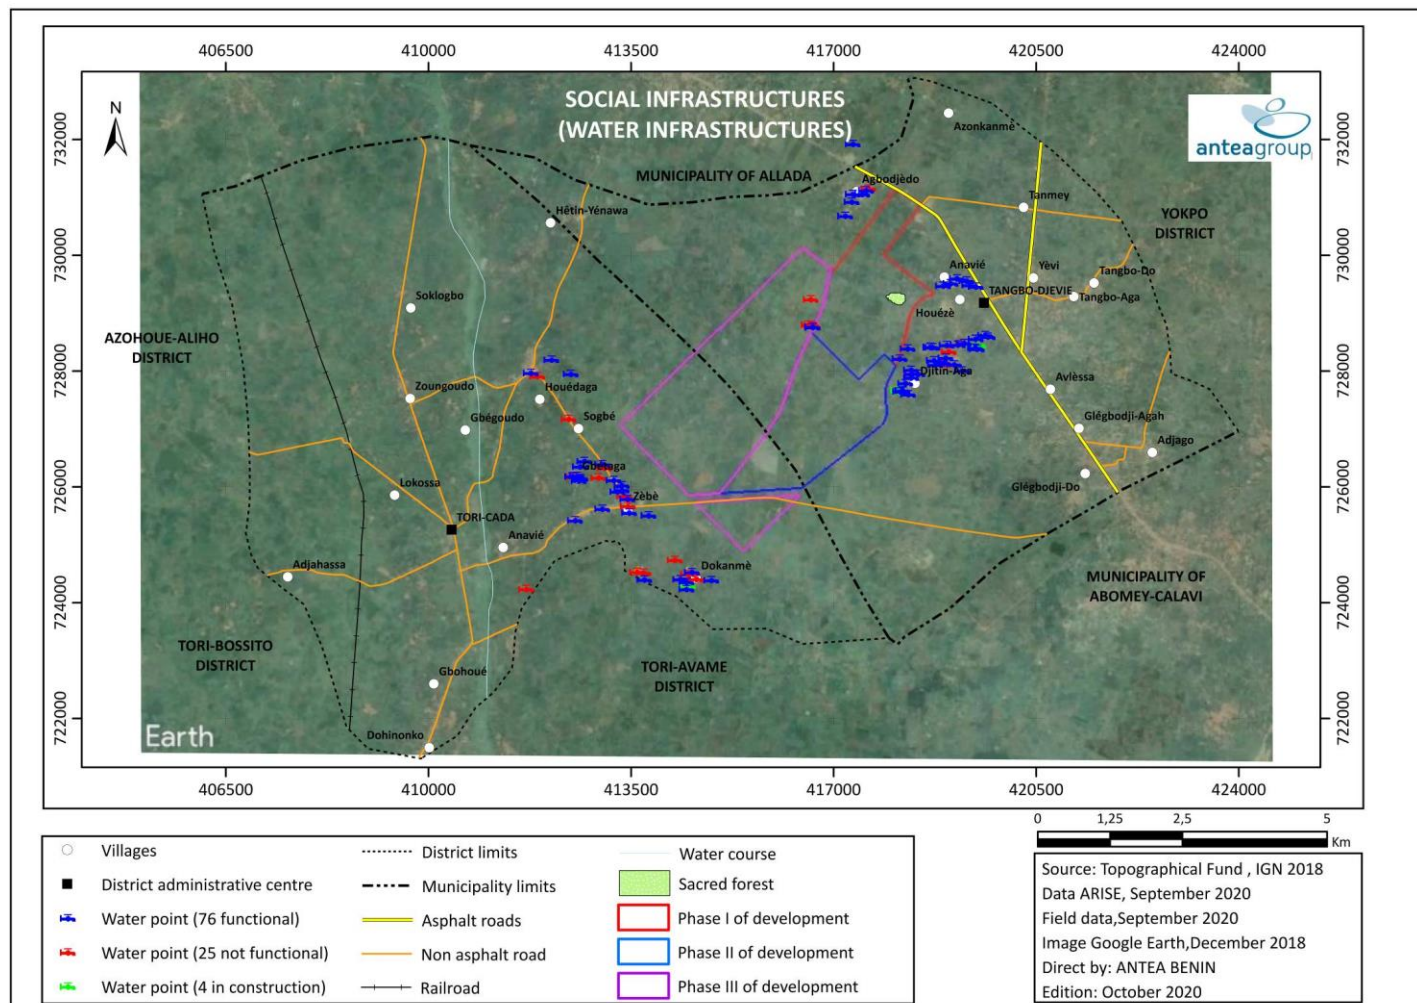 406500
410000
413500
417000
420500
424000
N
SOCIAL INFRASTRUCTURES
(WATER INFRASTRUCTURES)
anteagroup
732000
732000
Azonkanmè
MUNICIPALITY OF ALLADA
Agbodjèdo
Tanmey
YOKPO
DISTRICT
Hêtin-Yénawa
730000
730000
Anavié
Yèvi
Tangbo-Do
TANGBO-DJEVIE
Tangbo-Aga
Soklogbo
Houézè
AZOHOUE-ALIHO
DISTRICT
728000
728000
Djitin-Aga
Zoungoudo
Houédaga
Avlèssa
Gbégoudo
Sogbé
Glégbodji-Agah
Adjago
Gbétaga
726000
726000
Glégbodji-Do
Lokossa
Zèbè
TORI-CADA
Anavié
Adjahassa
Dokanmè
MUNICIPALITY OF
ABOMEY-CALAVI
724000
724000
TORI-BOSSITO
DISTRICT
TORI-AVAME
DISTRICT
Gbohoué
722000
722000
Dohinonko
Earth
406500
410000
413500
417000
420500
424000
0
1,25
2,5
5
Km
Villages
District administrative centre
Water point (76 functional)
Water point (25 not functional)
Water point (4 in construction)
District limits
Municipality limits
Asphalt roads
Non asphalt road
Railroad
Water course
Sacred forest
Phase I of development
Phase II of development
Phase III of development
Source: Topographical Fund , IGN 2018
Data ARISE, September 2020
Field data,September 2020
Image Google Earth,December 2018
Direct by: ANTEA BENIN
Edition: October 2020